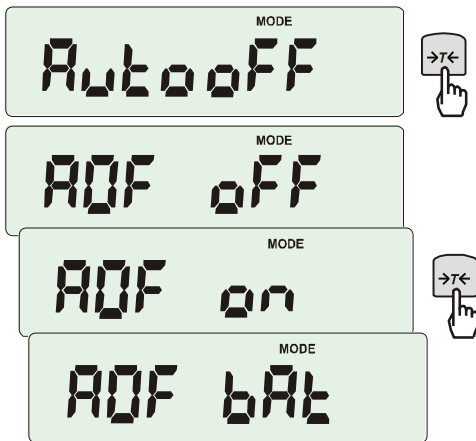 MODE
AutooFF
→T←
MODE
AOF oFF
MODE
AOF on
→T←
MODE
AOF bAt